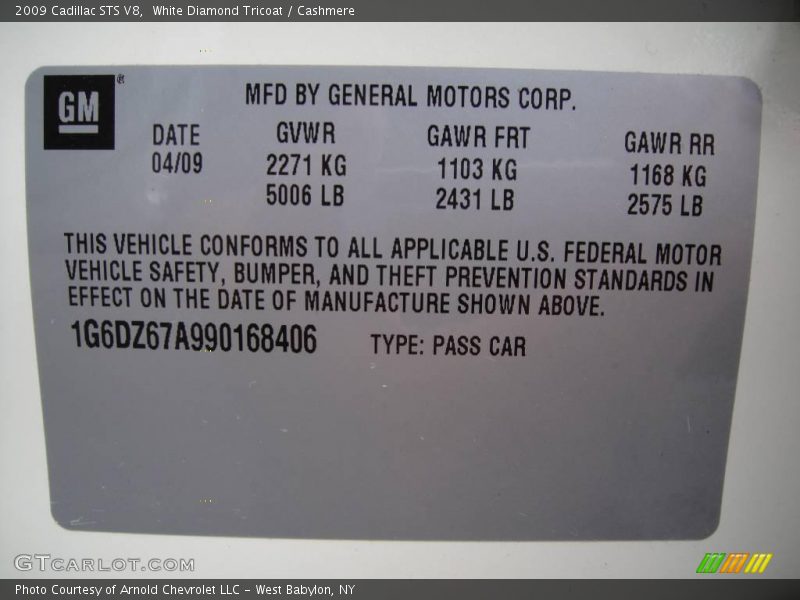 2009 Cadillac STS V8, White Diamond Tricoat / Cashmere
GM®
MFD BY GENERAL MOTORS CORP.
DATE GVWR GAWR FRT GAWR RR
04/09 2271 KG 1103 KG 1168 KG
5006 LB 2431 LB 2575 LB
THIS VEHICLE CONFORMS TO ALL APPLICABLE U.S. FEDERAL MOTOR
VEHICLE SAFETY, BUMPER, AND THEFT PREVENTION STANDARDS IN
EFFECT ON THE DATE OF MANUFACTURE SHOWN ABOVE.
1G6DZ67A990168406 TYPE: PASS CAR
GTCARLOT.COM
Photo Courtesy of Arnold Chevrolet LLC - West Babylon, NY